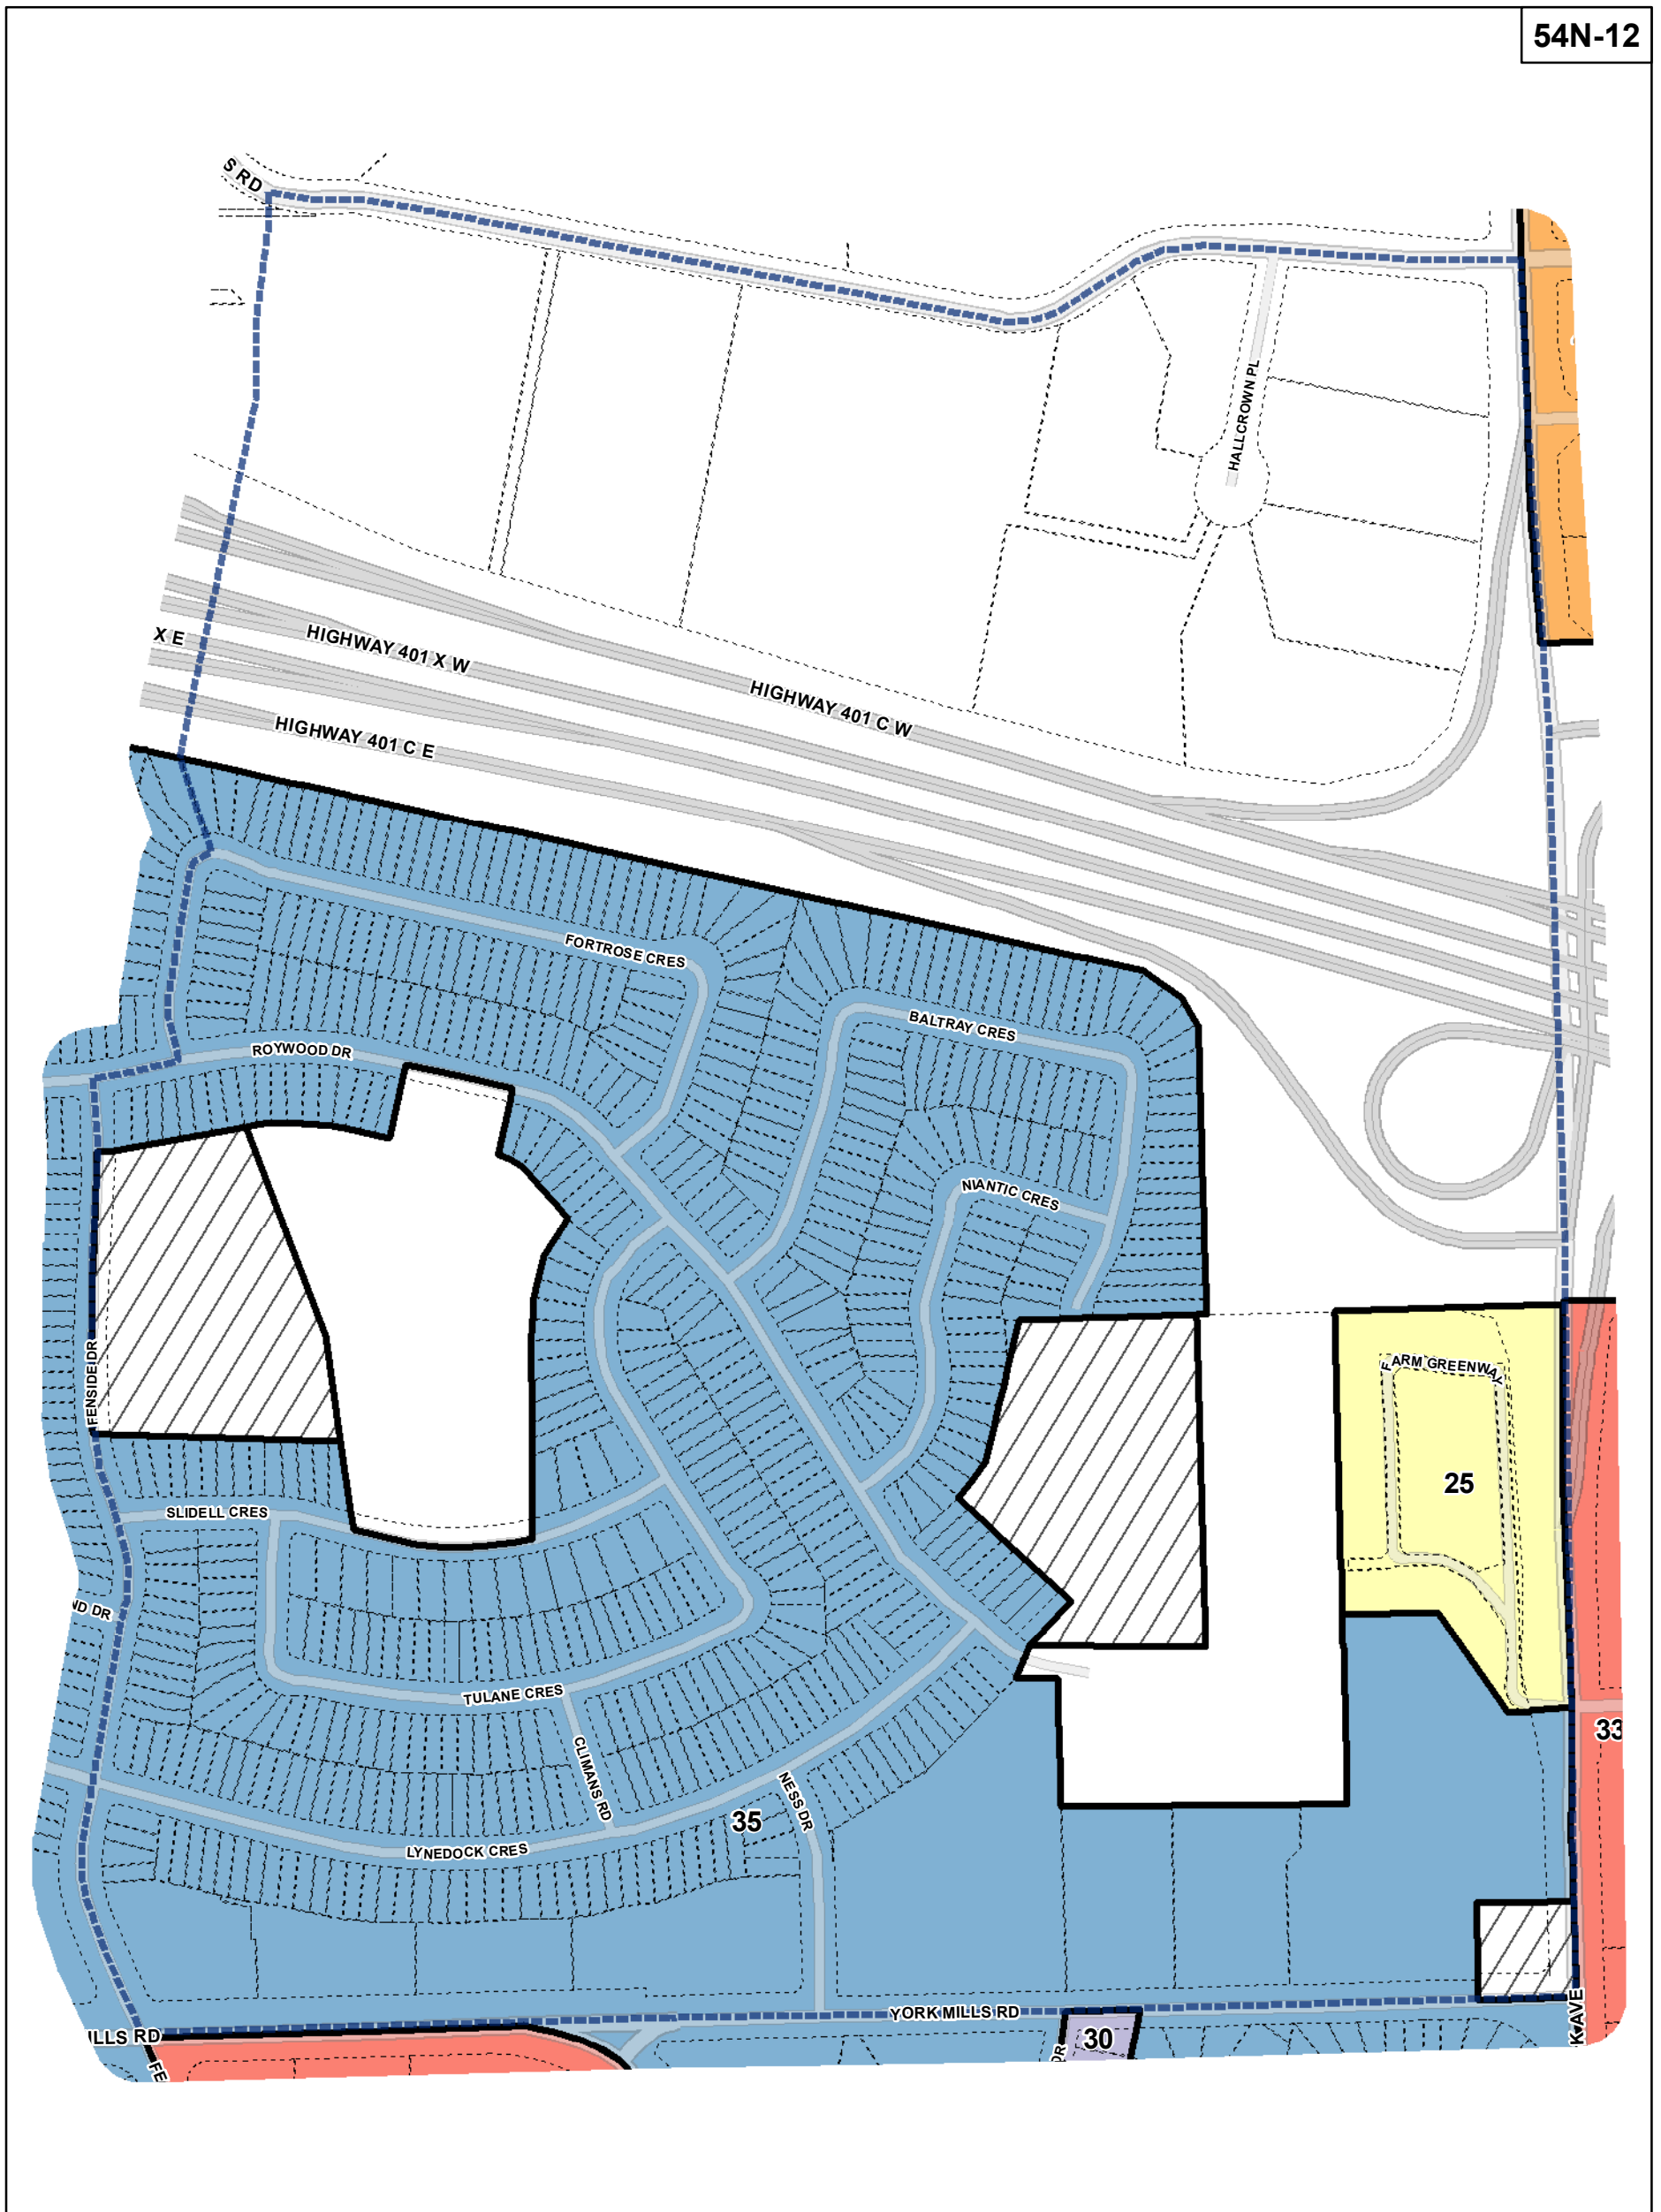 54N-12
S RD
HALLCROWN PL
X E
HIGHWAY 401 X W
HIGHWAY 401 C W
HIGHWAY 401 C E
FORTROSE CRES
BALTRAY CRES
ROYWOOD DR
NIANTIC CRES
FENSIDE DR
FARM GREENWAY
25
SLIDELL CRES
ND DR
TULANE CRES
33
CLIMANS RD
NESS DR
35
LYNEDOCK CRES
YORK MILLS RD
K AVE
ILLS RD
30
DR
FE